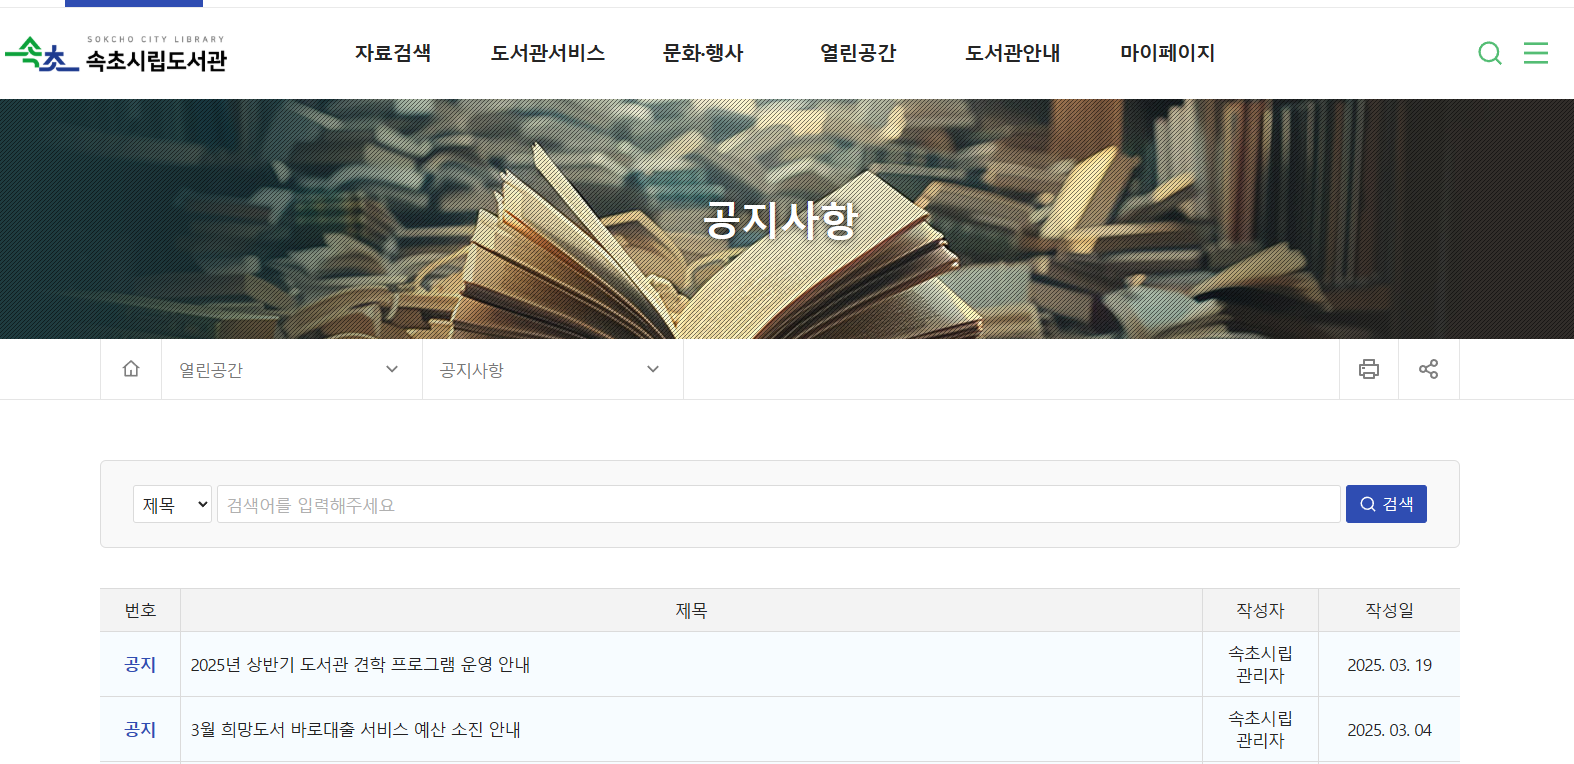 SOKCHO CITY LIBRARY
속초 속초시립도서관
자료검색 도서관서비스 문화·행사 열린공간 도서관안내 마이페이지
공지사항
열린공간 공지사항
제목 검색어를 입력해주세요 검색
번호 제목 작성자 작성일
공지 2025년 상반기 도서관 견학 프로그램 운영 안내 속초시립 관리자 2025. 03. 19
공지 3월 희망도서 바로대출 서비스 예산 소진 안내 속초시립 관리자 2025. 03. 04